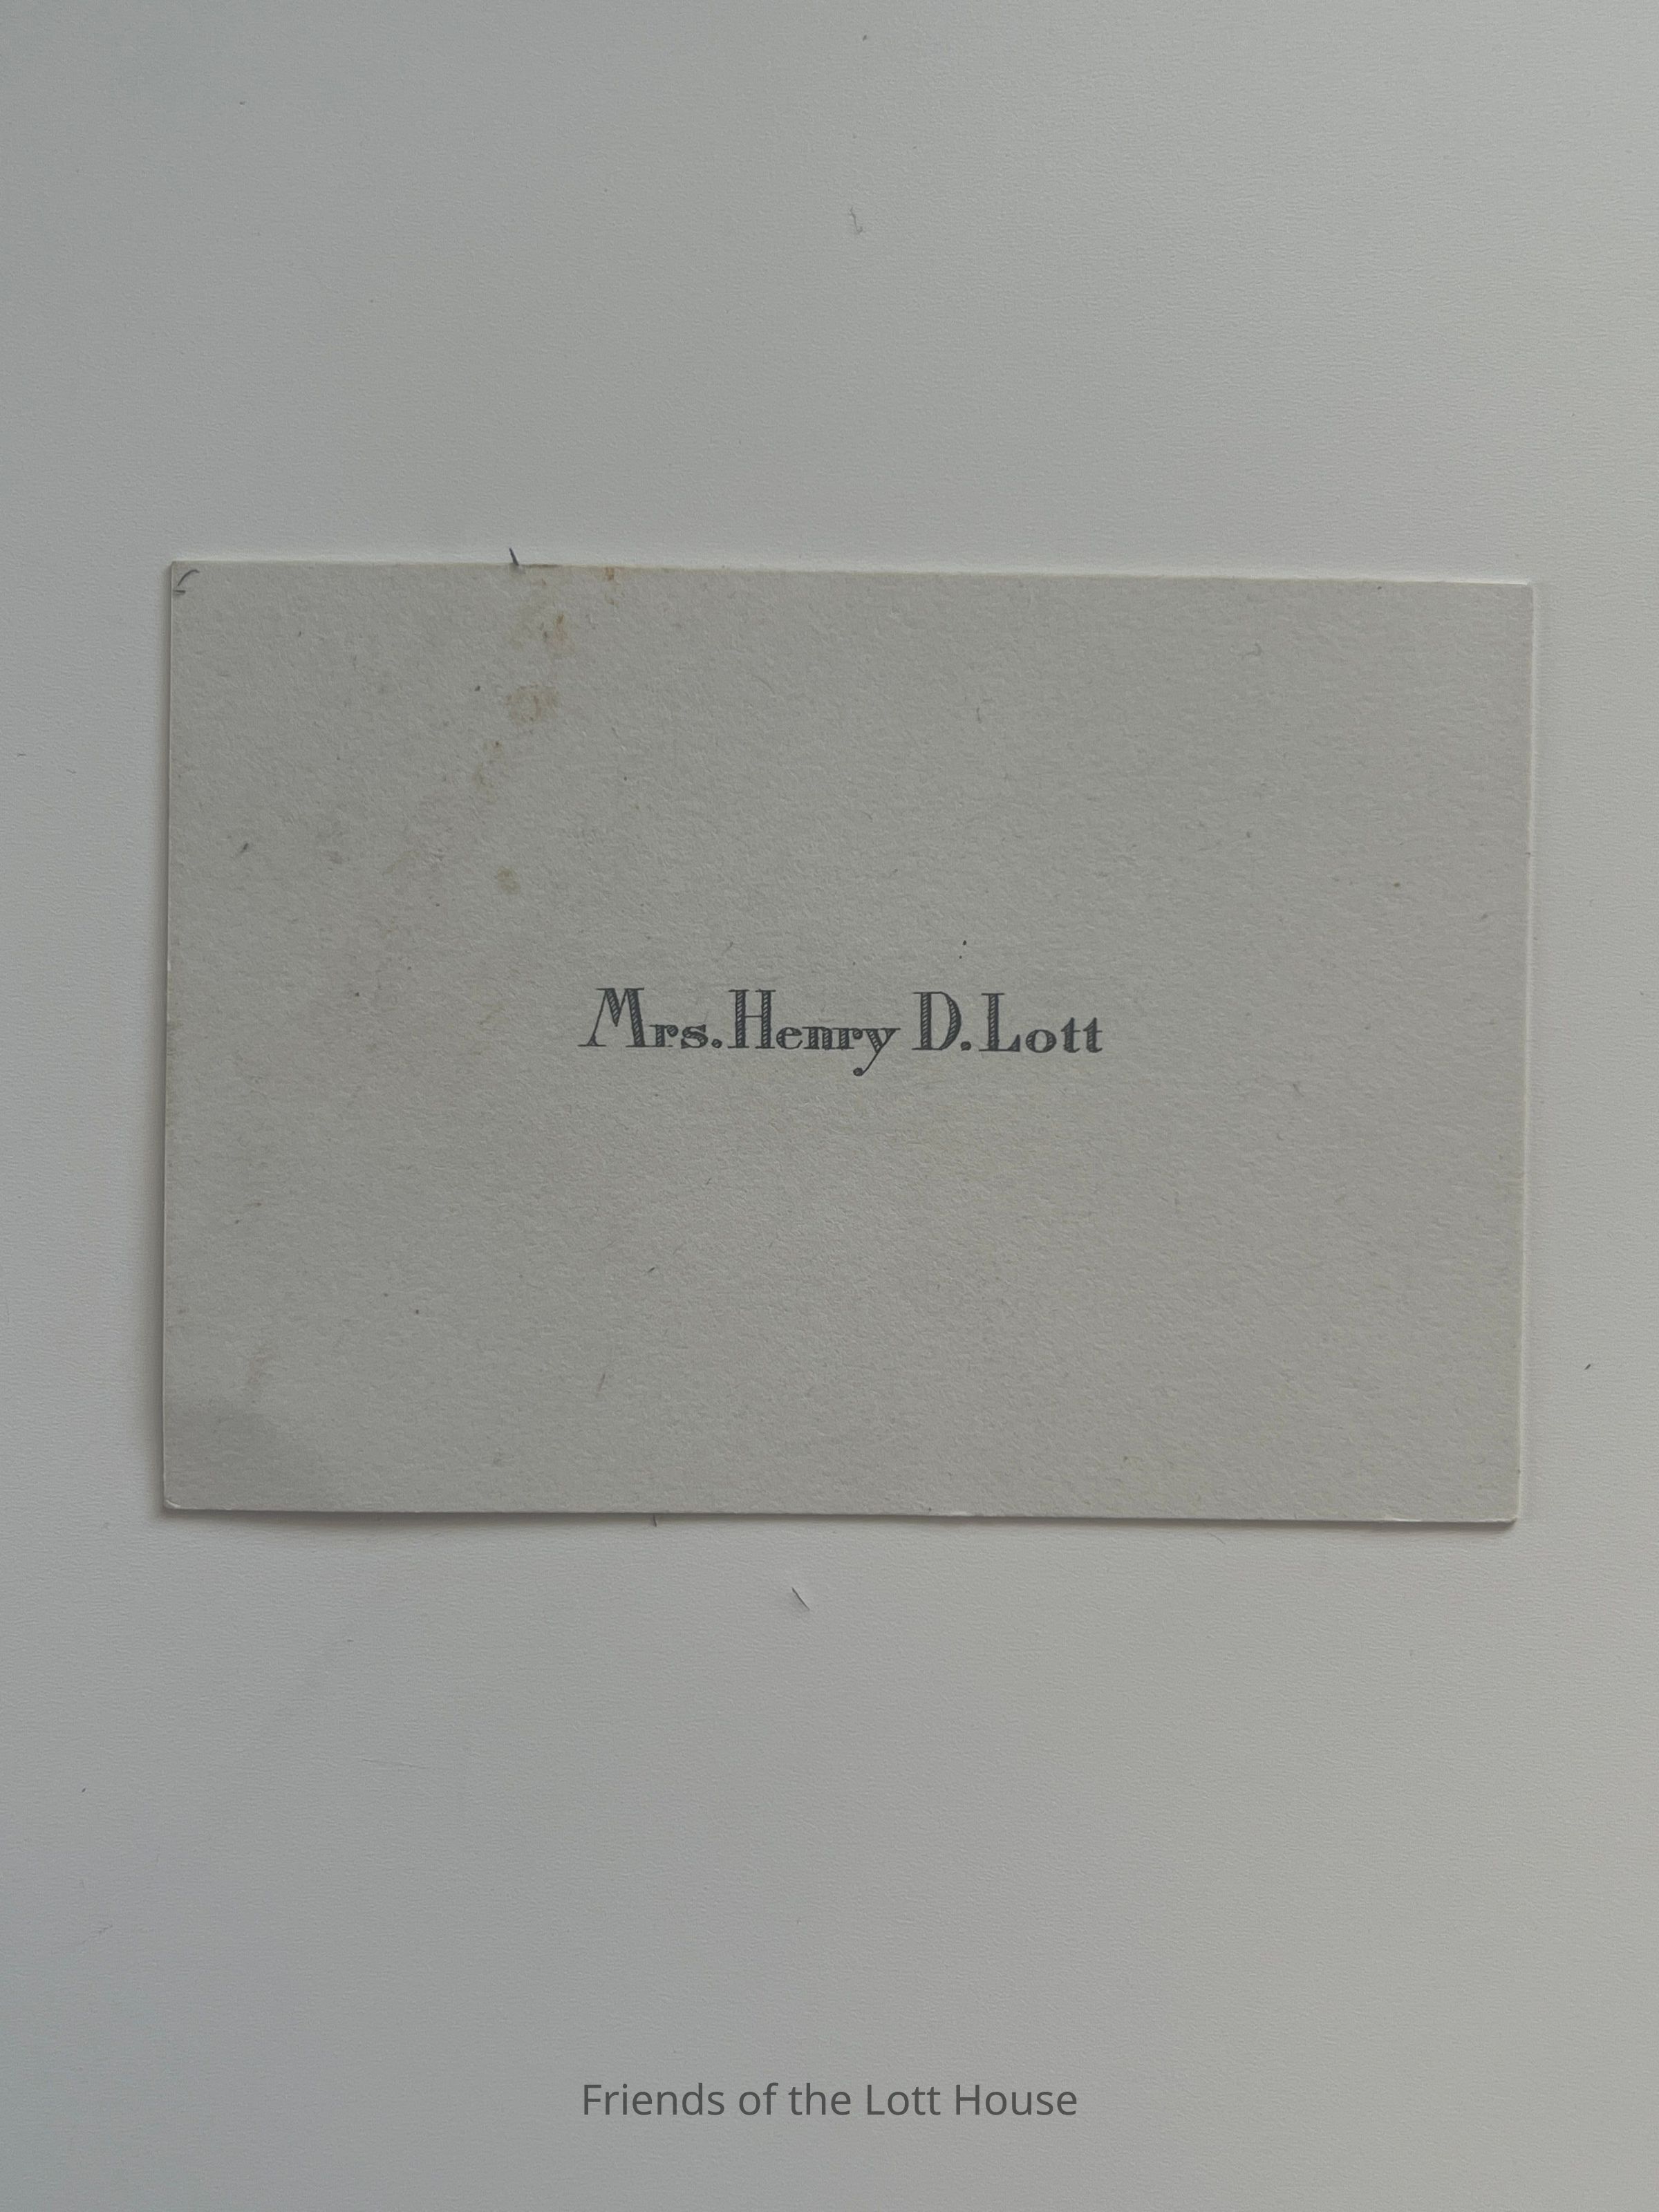 Mrs. Henry D. Lott
Friends of the Lott House